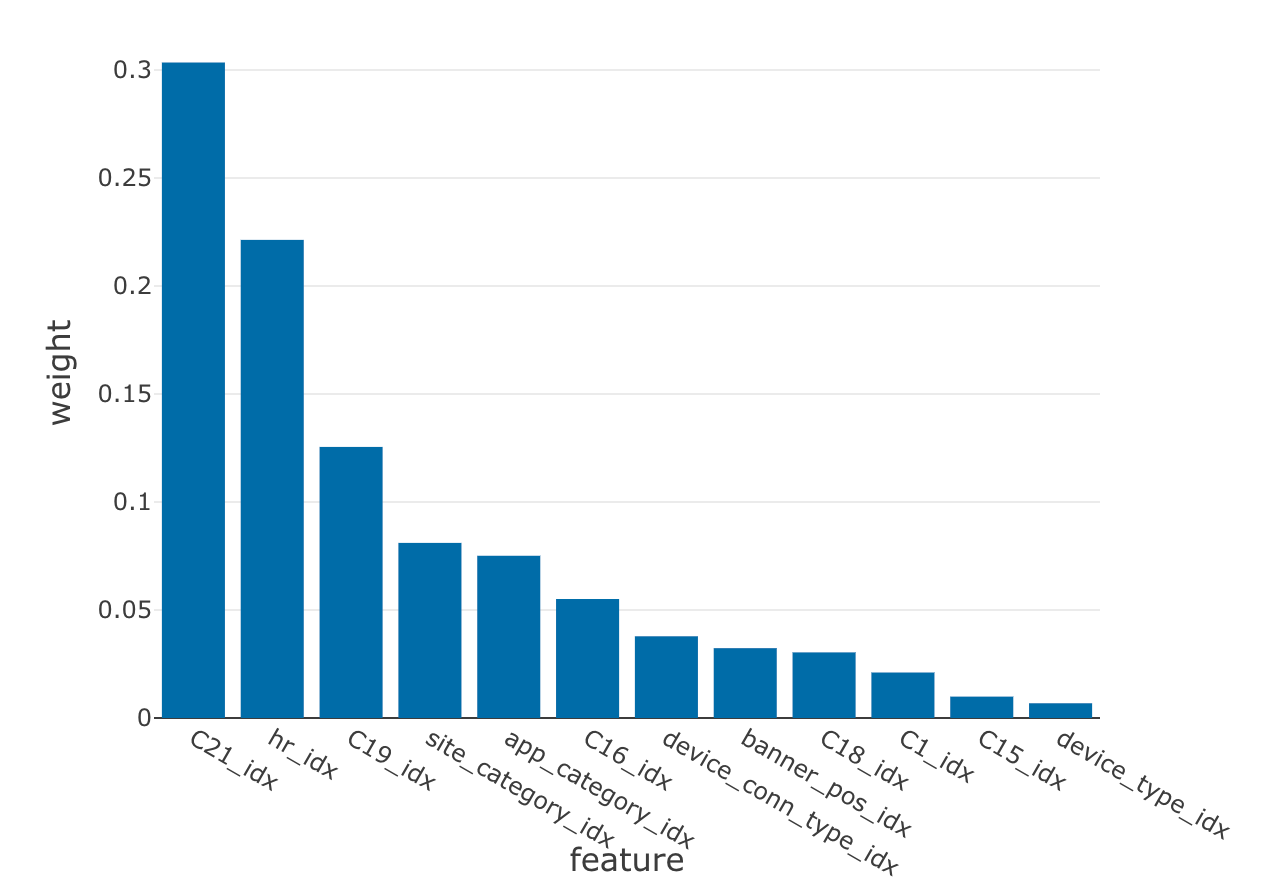 0.3
0.25
0.2
0.15
0.1
0.05
0
weight
C21_idx
hr_idx
C19_idx
site_category_idx
app_category_idx
C16_idx
device_conn_type_idx
banner_pos_idx
C18_idx
C1_idx
C15_idx
device_type_idx
feature